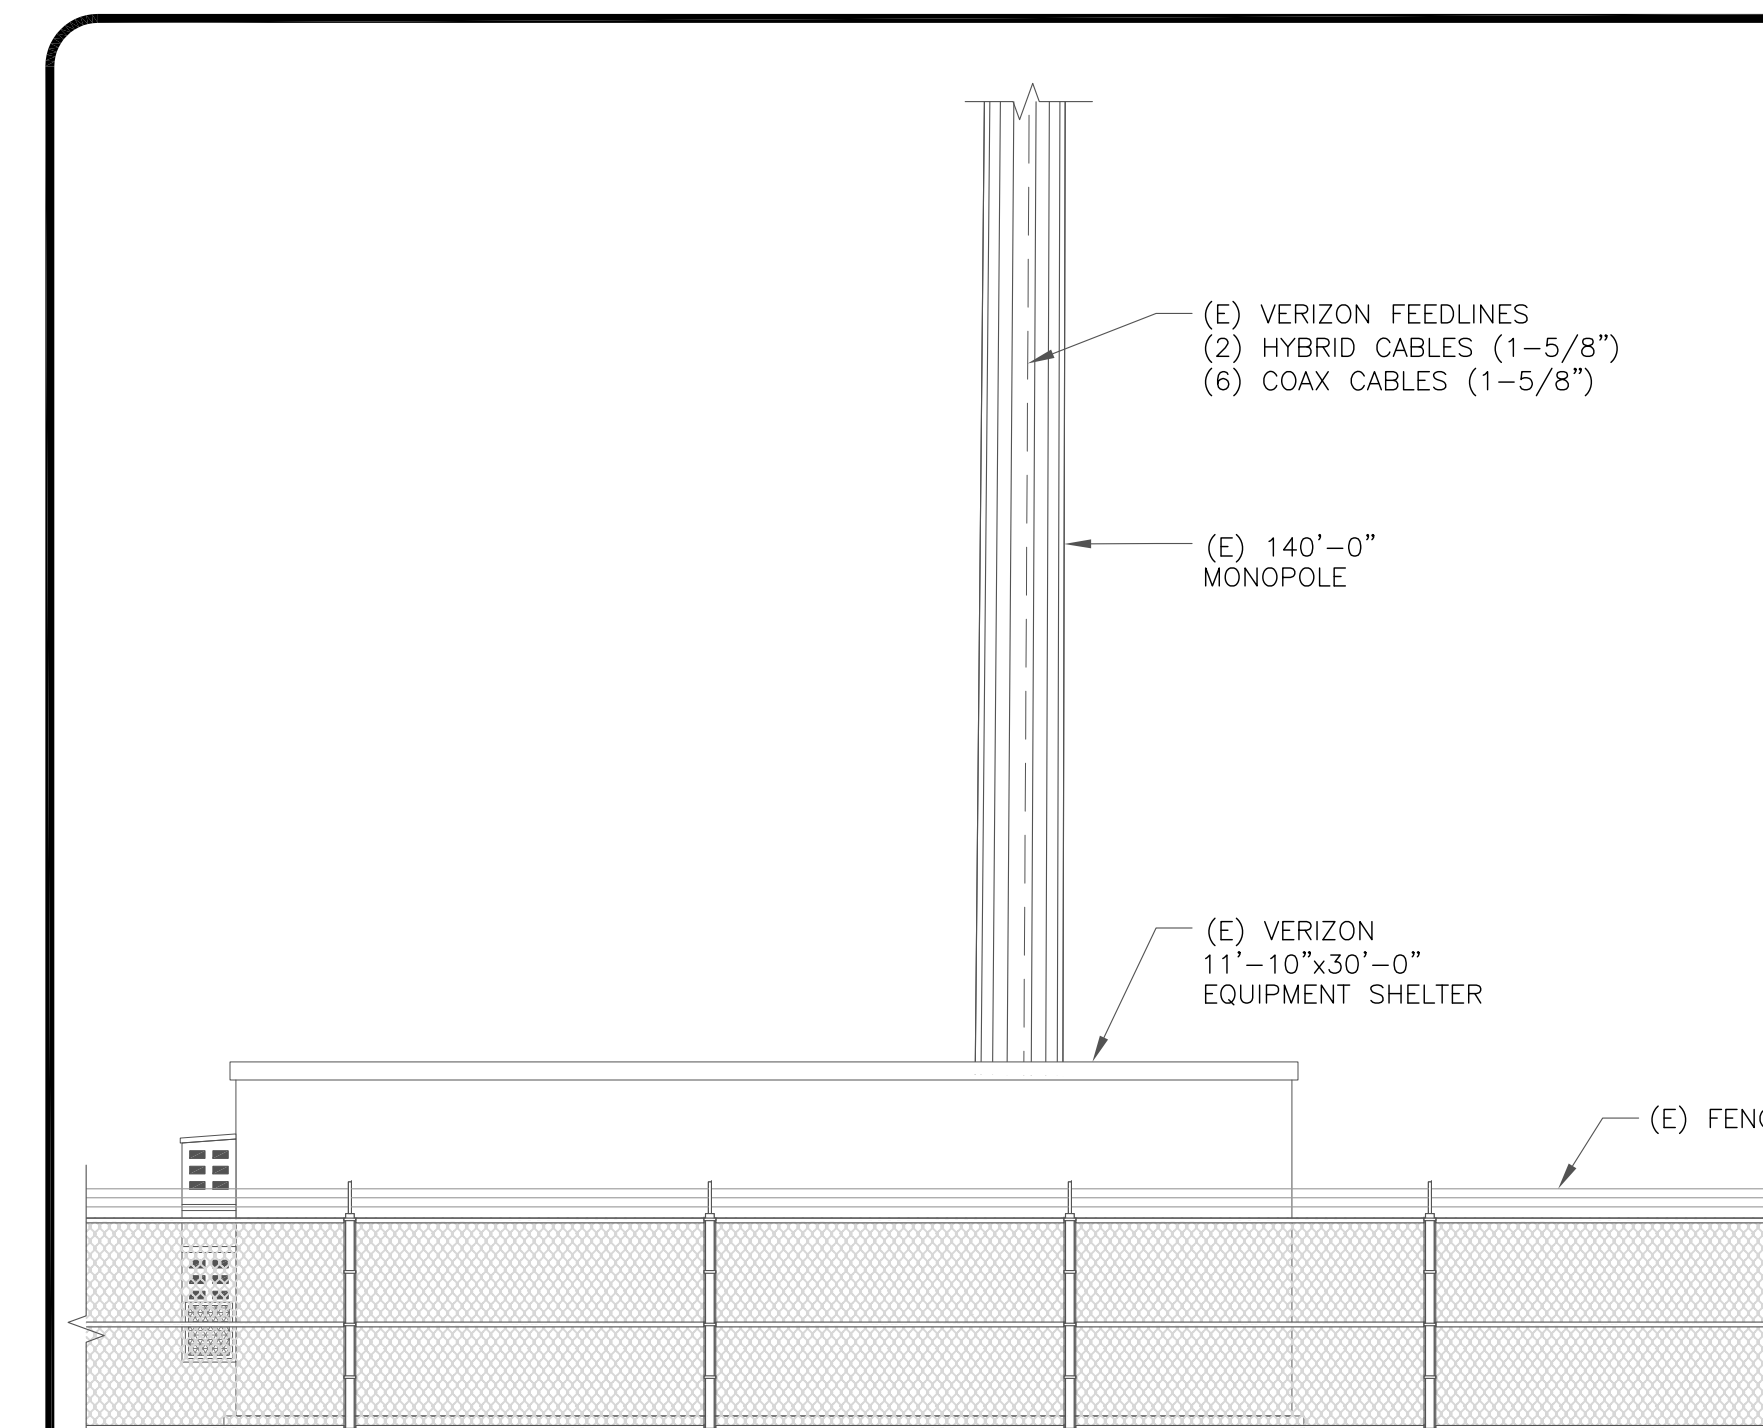 (E) VERIZON FEEDLINES
(2) HYBRID CABLES (1-5/8")
(6) COAX CABLES (1-5/8")
(E) 140'-0"
MONOPOLE
(E) VERIZON
11'-10"x30'-0"
EQUIPMENT SHELTER
(E)